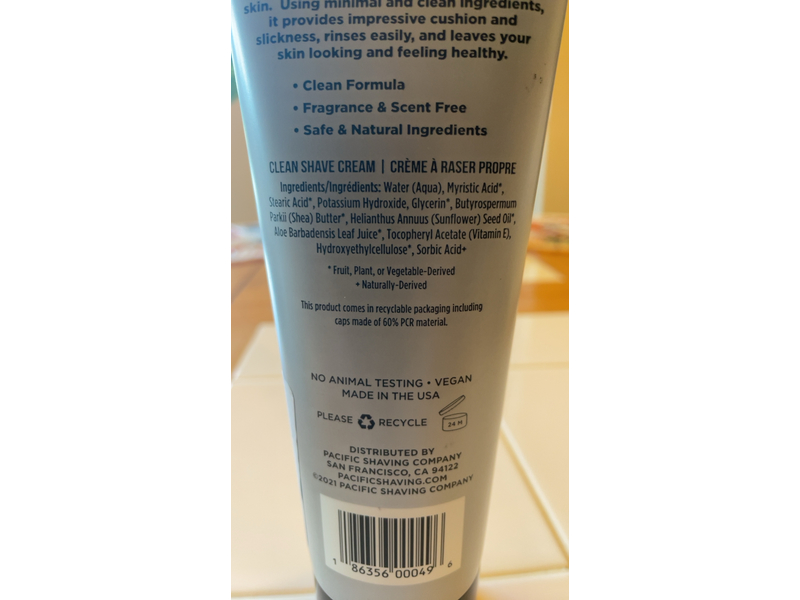 skin. Using minimal and clean ingredients,
it provides impressive cushion and
slickness, rinses easily, and leaves your
skin looking and feeling healthy.
• Clean Formula
• Fragrance & Scent Free
• Safe & Natural Ingredients
CLEAN SHAVE CREAM | CRÈME À RASER PROPRE
Ingredients/Ingrédients: Water (Aqua), Myristic Acid*,
Stearic Acid*, Potassium Hydroxide, Glycerin*, Butyrospermum
Parkii (Shea) Butter*, Helianthus Annuus (Sunflower) Seed Oil*,
Aloe Barbadensis Leaf Juice*, Tocopheryl Acetate (Vitamin E),
Hydroxyethylcellulose*, Sorbic Acid+
* Fruit, Plant, or Vegetable-Derived
+ Naturally-Derived
This product comes in recyclable packaging including
caps made of 60% PCR material.
NO ANIMAL TESTING • VEGAN
MADE IN THE USA
PLEASE RECYCLE 24 M
DISTRIBUTED BY
PACIFIC SHAVING COMPANY
SAN FRANCISCO, CA 94122
PACIFICSHAVING.COM
©2021 PACIFIC SHAVING COMPANY
1 86356 00049 6